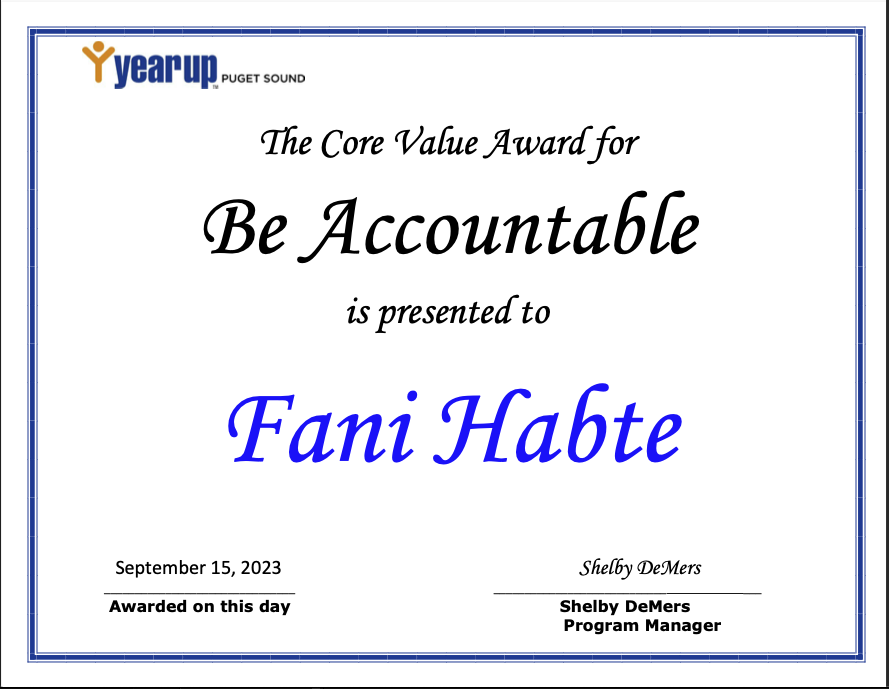 yearup PUGET SOUND
TM
The Core Value Award for
Be Accountable
is presented to
Fani Habte
September 15, 2023
Awarded on this day
Shelby DeMers
Shelby DeMers
Program Manager